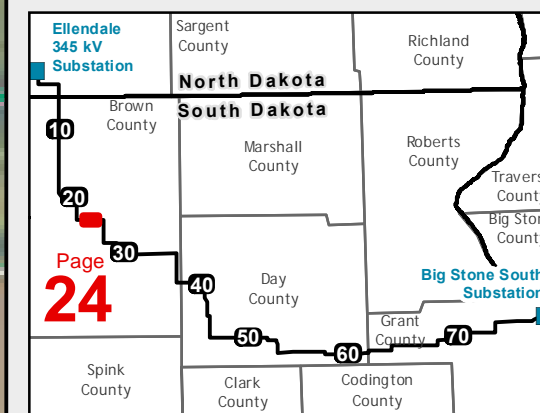 Ellendale
345 kV
Substation
Sargent
County
Richland
County
North Dakota
South Dakota
Brown
County
10
Marshall
County
Roberts
County
Travers
Count
20
Big Ston
Count
30
Page
24
40
Day
County
Big Stone South
Substation
Grant
County
50
60
70
Spink
County
Clark
County
Codington
County